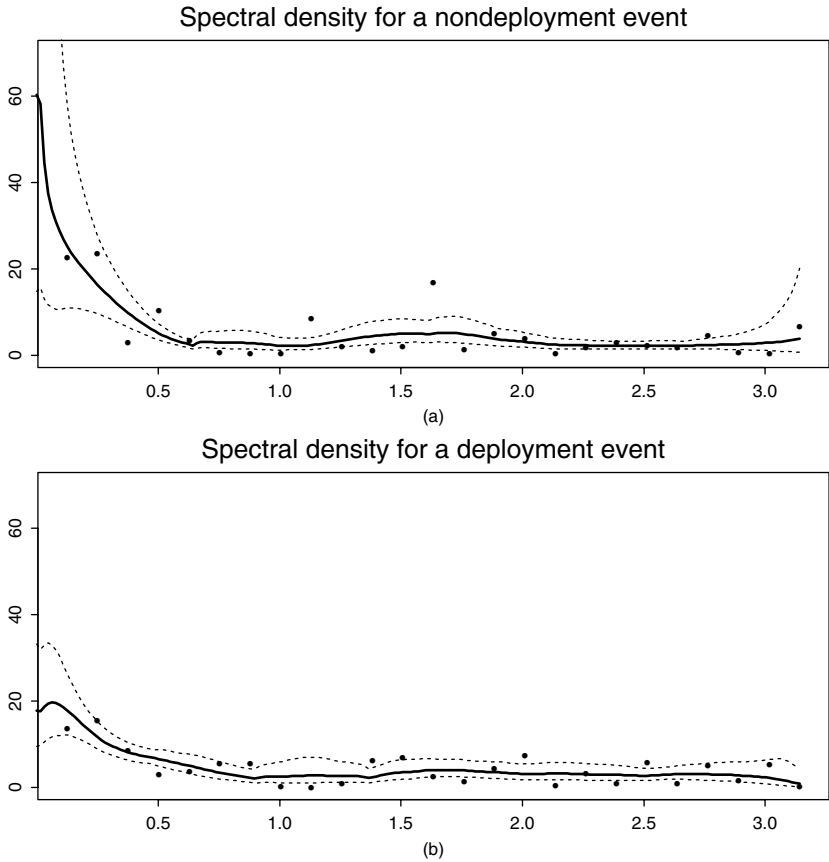 Spectral density for a nondeployment event
60
40
20
0
0.5 1.0 1.5 2.0 2.5 3.0
(a)
Spectral density for a deployment event
60
40
20
0
0.5 1.0 1.5 2.0 2.5 3.0
(b)